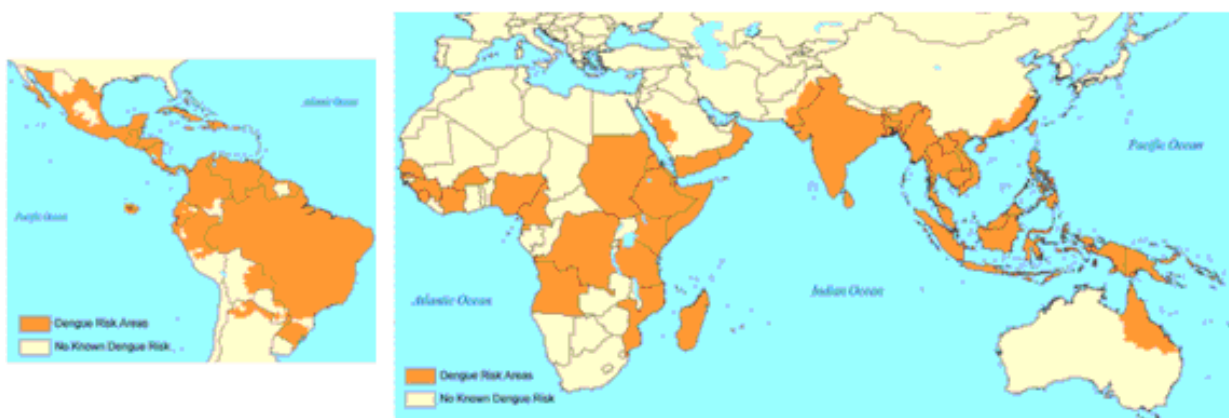 Atlantic Ocean
Pacific Ocean
Dengue Risk Areas
No Known Dengue Risk
Pacific Ocean
Atlantic Ocean
Indian Ocean
Dengue Risk Areas
No Known Dengue Risk